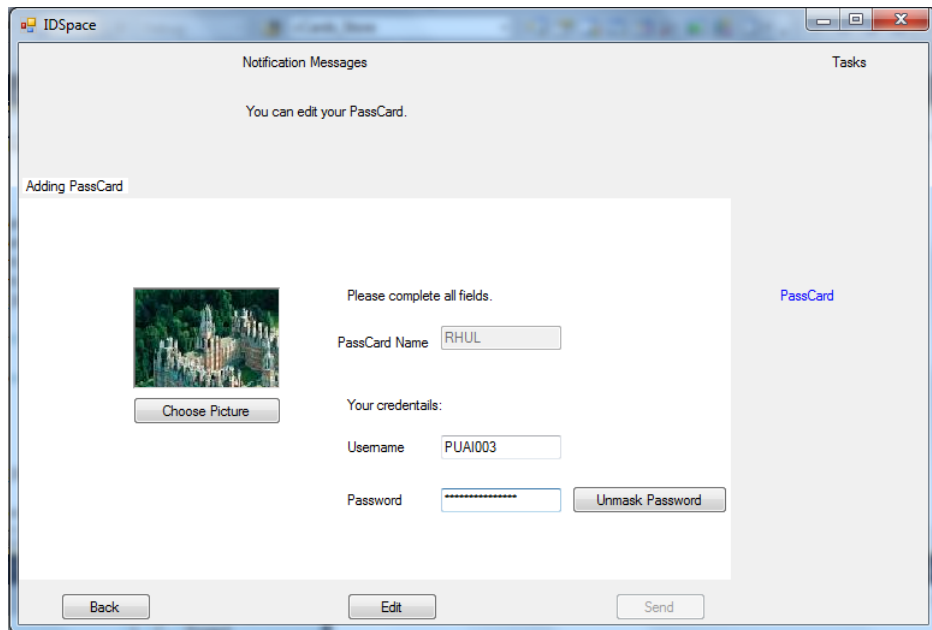 IDSpace
Notification Messages
Tasks
You can edit your PassCard.
Adding PassCard
Please complete all fields.
PassCard
PassCard Name RHUL
Choose Picture
Your credentails:
Username PUAI003
Password *************** Unmask Password
Back Edit Send